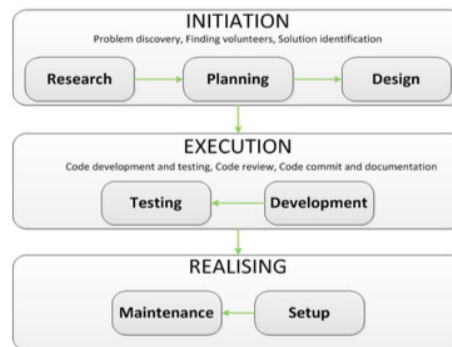 INITIATION
Problem discovery, Finding volunteers, Solution identification
Research Planning Design
EXECUTION
Code development and testing, Code review, Code commit and documentation
Testing Development
REALISING
Maintenance Setup